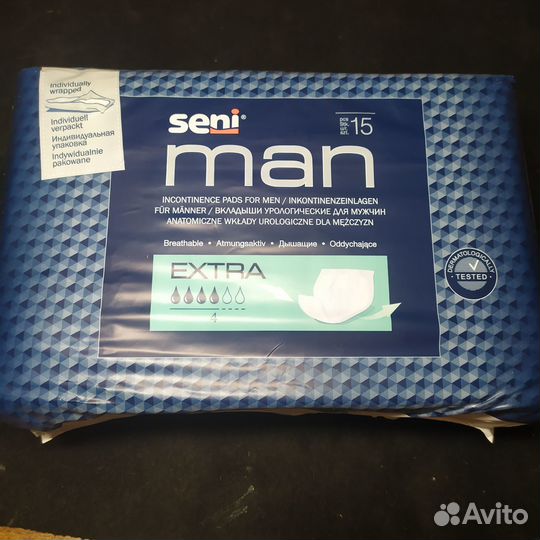 Individually
wrapped
Individuell
verpackt
Индивидуальная
упаковка
Indywidualnie
pakowane
seni®
pcs
Stk.
шт.
szt.
15
man
INCONTINENCE PADS FOR MEN / INKONTINENZEINLAGEN
FÜR MÄNNER / ВКЛАДЫШИ УРОЛОГИЧЕСКИЕ ДЛЯ МУЖЧИН
ANATOMICZNE WKŁADY UROLOGICZNE DLA MĘŻCZYZN
Breathable • Atmungsaktiv • Дышащие • Oddychające
EXTRA
4
DERMATOLOGICALLY
TESTED
Avito